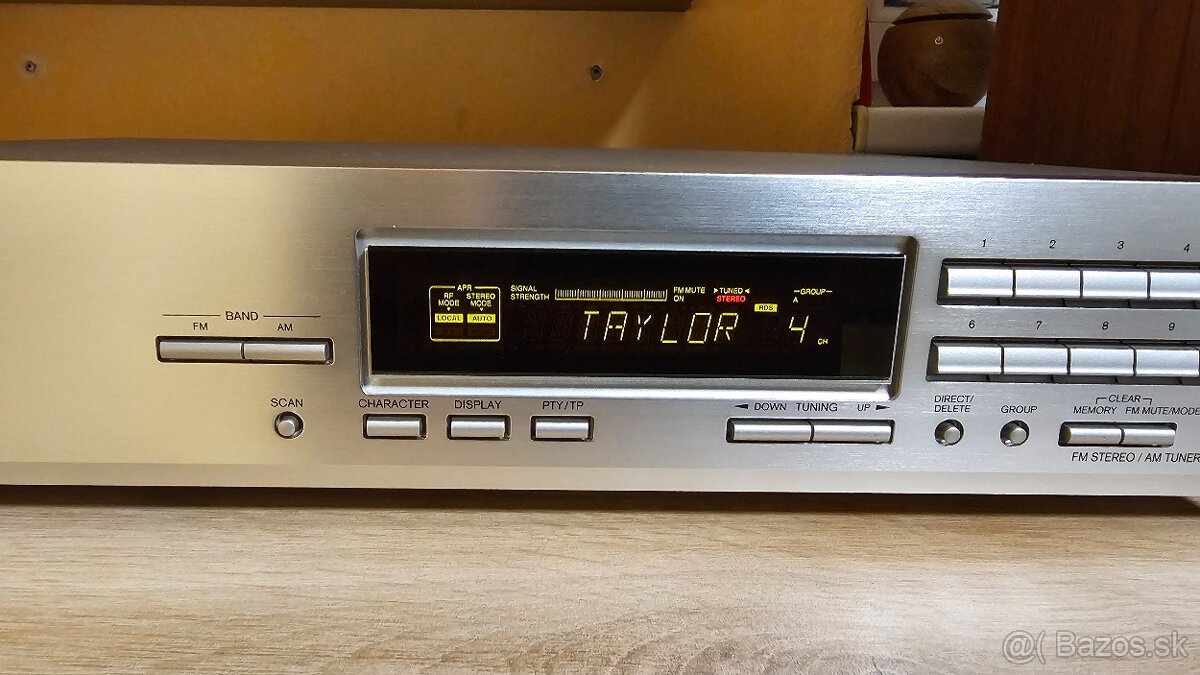 1 2 3 4
APR
RF MODE STEREO MODE
LOCAL AUTO
SIGNAL STRENGTH
FM MUTE ON
►TUNED◄
STEREO
GROUP
A
RDS
TAYLOR 4 CH
BAND
FM AM
6 7 8 9
SCAN
CHARACTER DISPLAY PTY/TP
◄ DOWN TUNING UP ►
DIRECT/
DELETE
GROUP
CLEAR
MEMORY FM MUTE/MODE
FM STEREO / AM TUNER
@( Bazos.sk